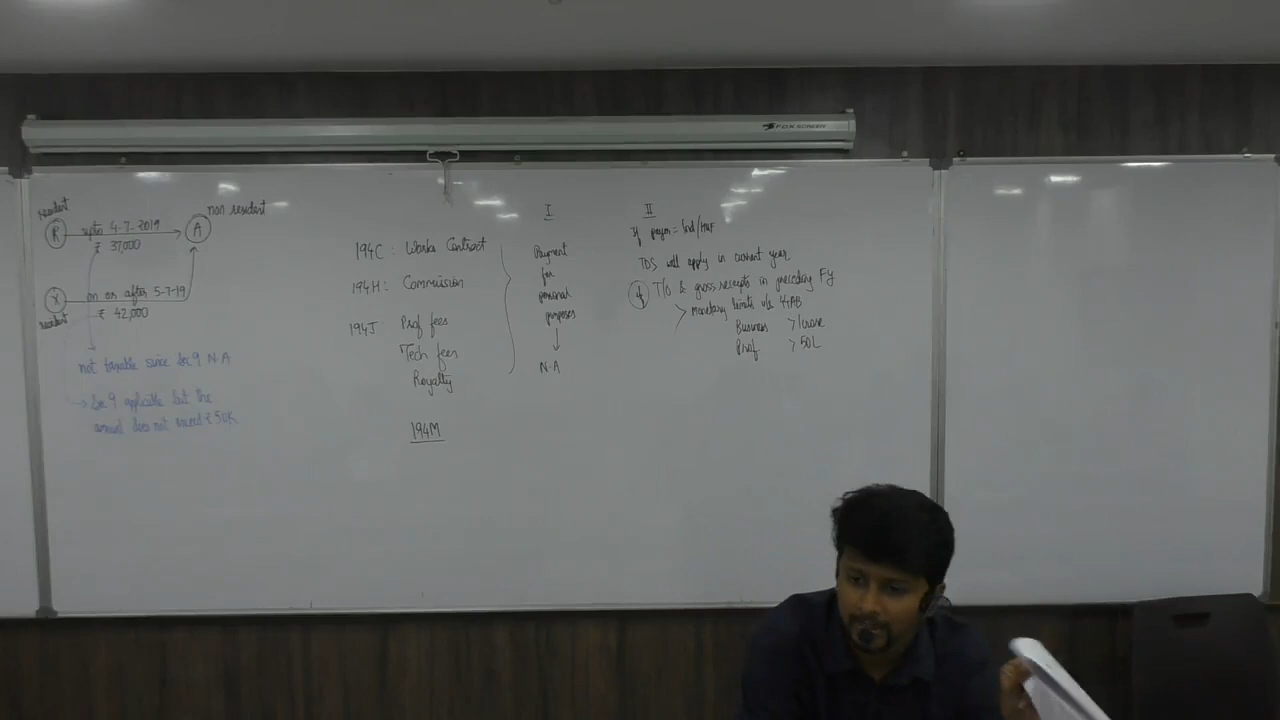 FOX SCREEN
resident
R
upto 4-7-2019
₹ 37,000
A
non resident
Y
resident
on or after 5-7-19
₹ 42,000
not taxable since Sec 9 N.A
Sec 9 applicable but the
amount does not exceed ₹ 50K
194C : Works Contract
194H : Commission
194J Prof fees
Tech fees
Royalty
194M
I
Payment
for
personal
purposes
N.A
II
If payer = Ind/HUF
TDS will apply in current year
if T/O & gross receipts in preceding FY
> Monetary limits u/s 44AB
Business > 1 crore
Prof > 50L